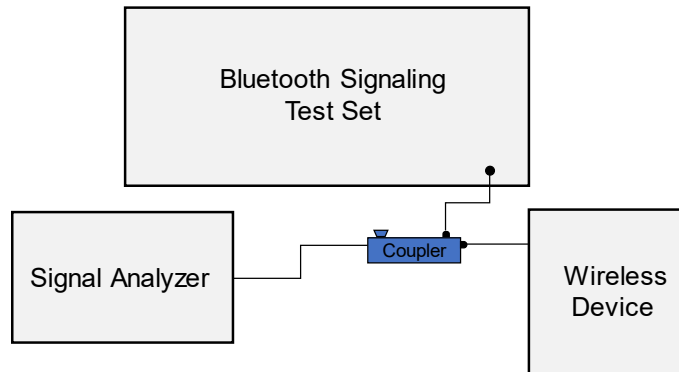 Bluetooth Signaling
Test Set
Signal Analyzer
Coupler
Wireless
Device